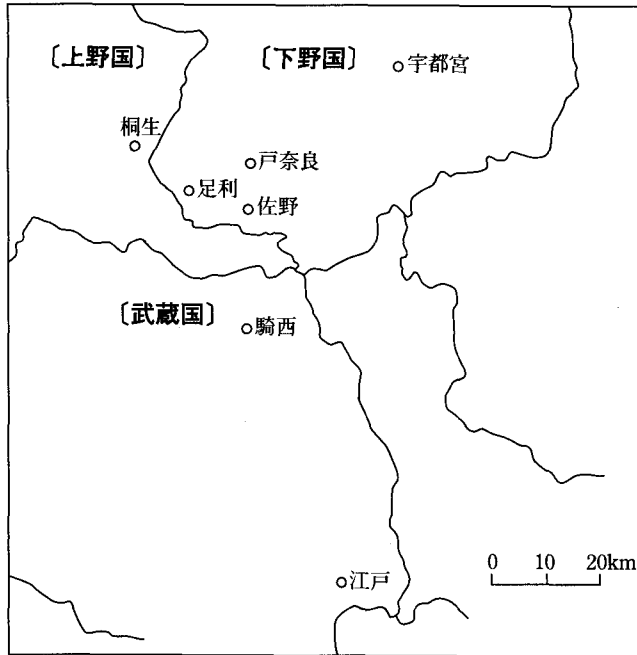 〔上野国〕
〔下野国〕
宇都宮
桐生
戸奈良
足利
佐野
〔武蔵国〕
騎西
江戸
0 10 20km